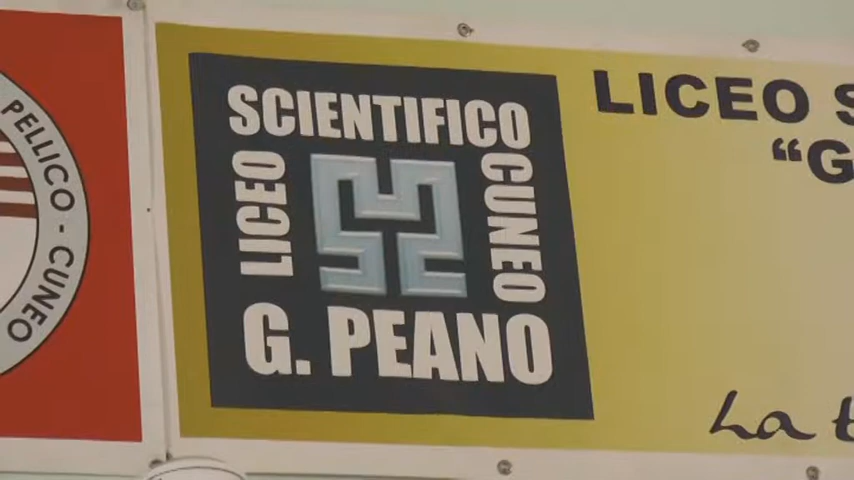 PELLICO - CUNEO
SCIENTIFICO
LICEO
CUNEO
G. PEANO
LICEO
La